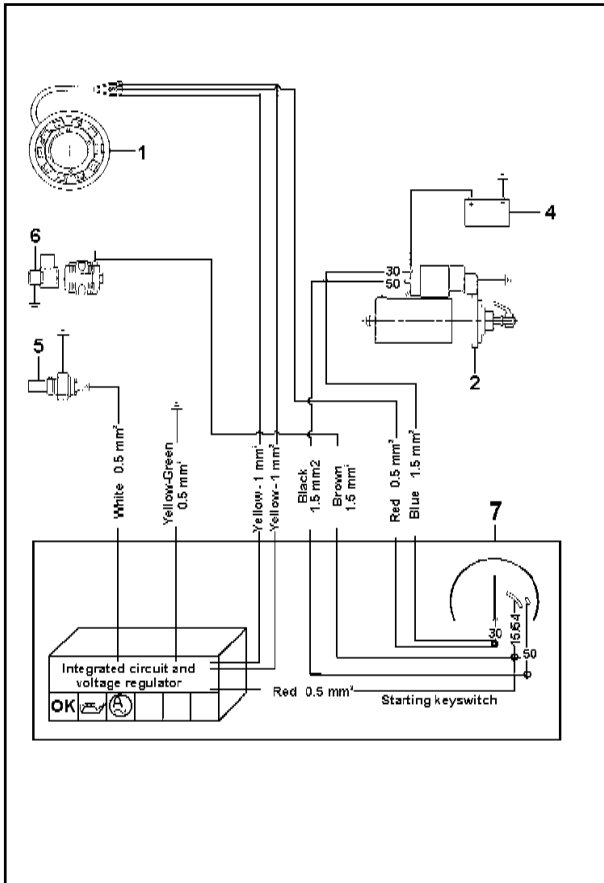 1
6
4
30
50
5
2
White 0.5 mm²
Yellow-Green
0.5 mm²
Yellow - 1 mm²
Yellow - 1 mm²
Black
1.5 mm2
Brown
1.5 mm²
Red 0.5 mm²
Blue 1.5 mm²
7
30
15/54
50
Integrated circuit and
voltage regulator
Red 0.5 mm²
Starting keyswitch
OK
A